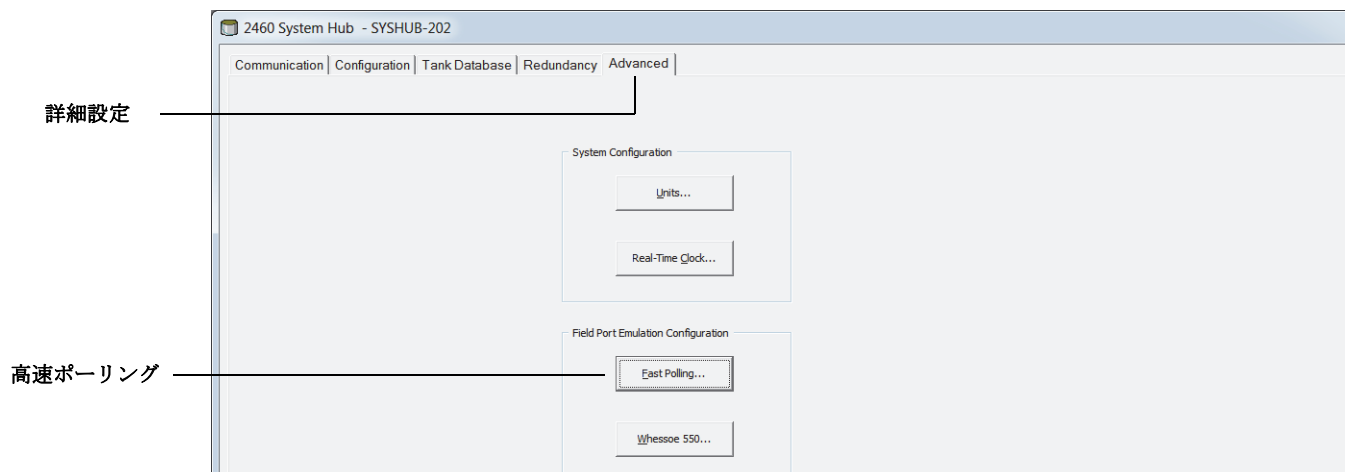 2460 System Hub - SYSHUB-202
Communication Configuration Tank Database Redundancy Advanced
詳細設定
System Configuration
Units...
Real-Time Clock...
Field Port Emulation Configuration
高速ポーリング
Fast Polling...
Whessoe 550...